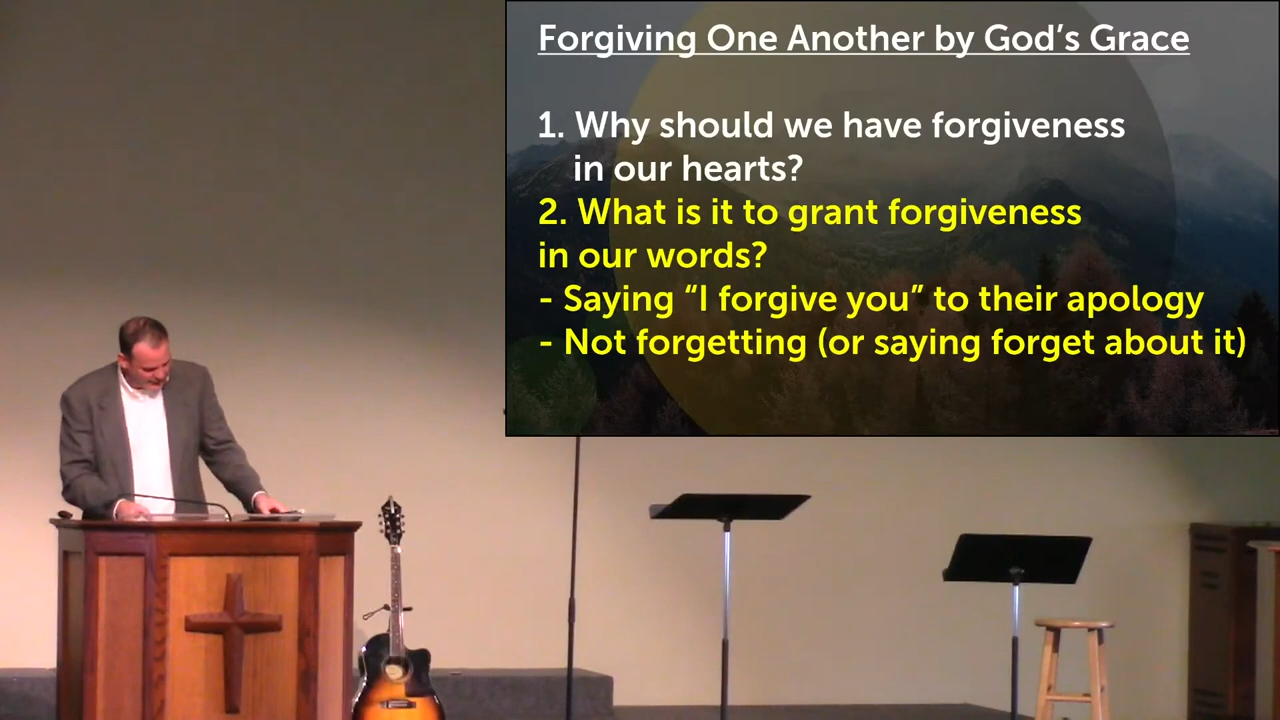 Forgiving One Another by God’s Grace
1. Why should we have forgiveness
in our hearts?
2. What is it to grant forgiveness
in our words?
- Saying “I forgive you” to their apology
- Not forgetting (or saying forget about it)